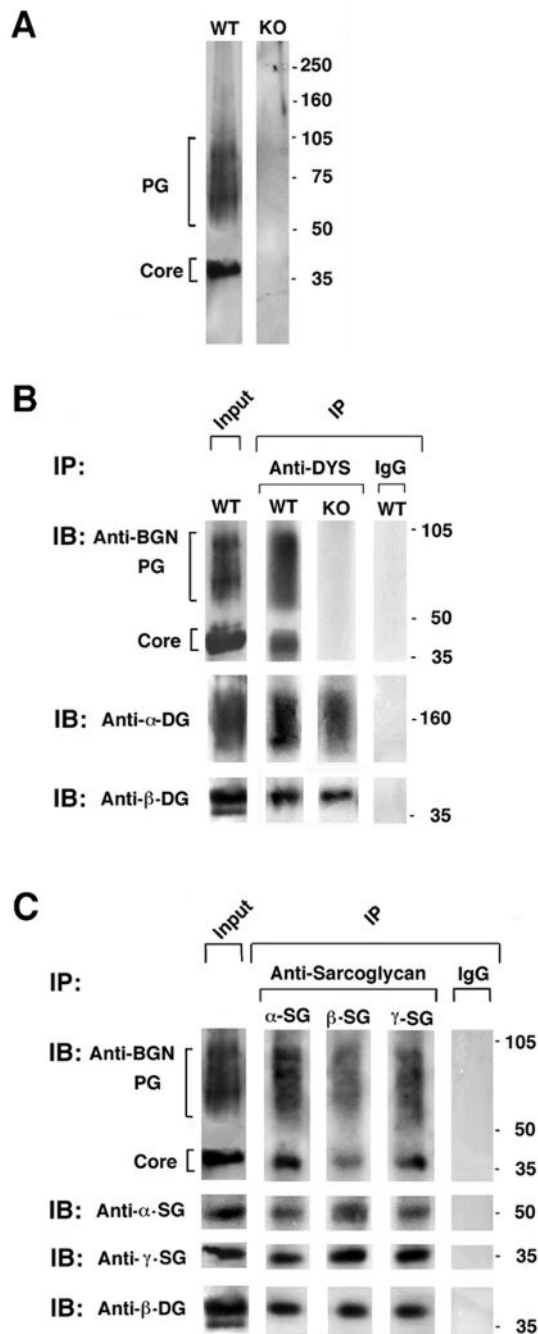 A
WT KO
- 250
- 160
- 105
PG
- 75
- 50
Core
- 35
B
Input IP
IP: Anti-DYS IgG
WT WT KO WT
IB: Anti-BGN
- 105
PG
- 50
Core
- 35
IB: Anti-α-DG
- 160
IB: Anti-β-DG
- 35
C
Input IP
IP: Anti-Sarcoglycan IgG
α-SG β-SG γ-SG
IB: Anti-BGN
- 105
PG
- 50
Core
- 35
IB: Anti-α-SG - 50
IB: Anti-γ-SG - 35
IB: Anti-β-DG
- 35